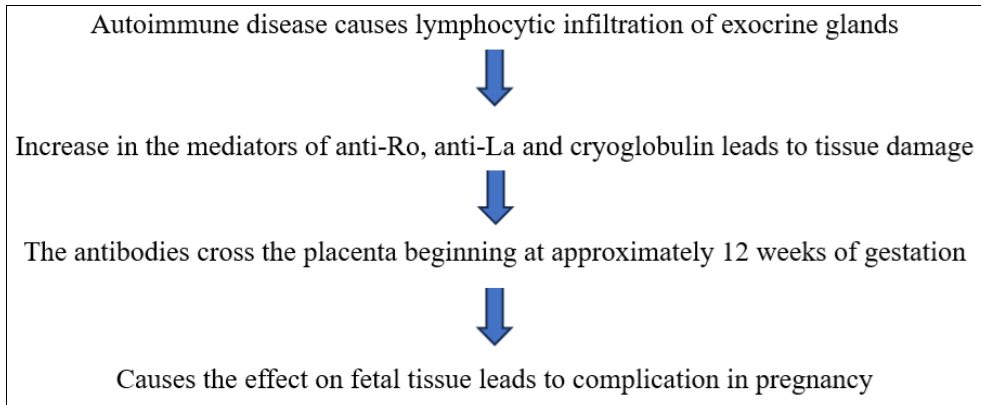 Autoimmune disease causes lymphocytic infiltration of exocrine glands
Increase in the mediators of anti-Ro, anti-La and cryoglobulin leads to tissue damage
The antibodies cross the placenta beginning at approximately 12 weeks of gestation
Causes the effect on fetal tissue leads to complication in pregnancy